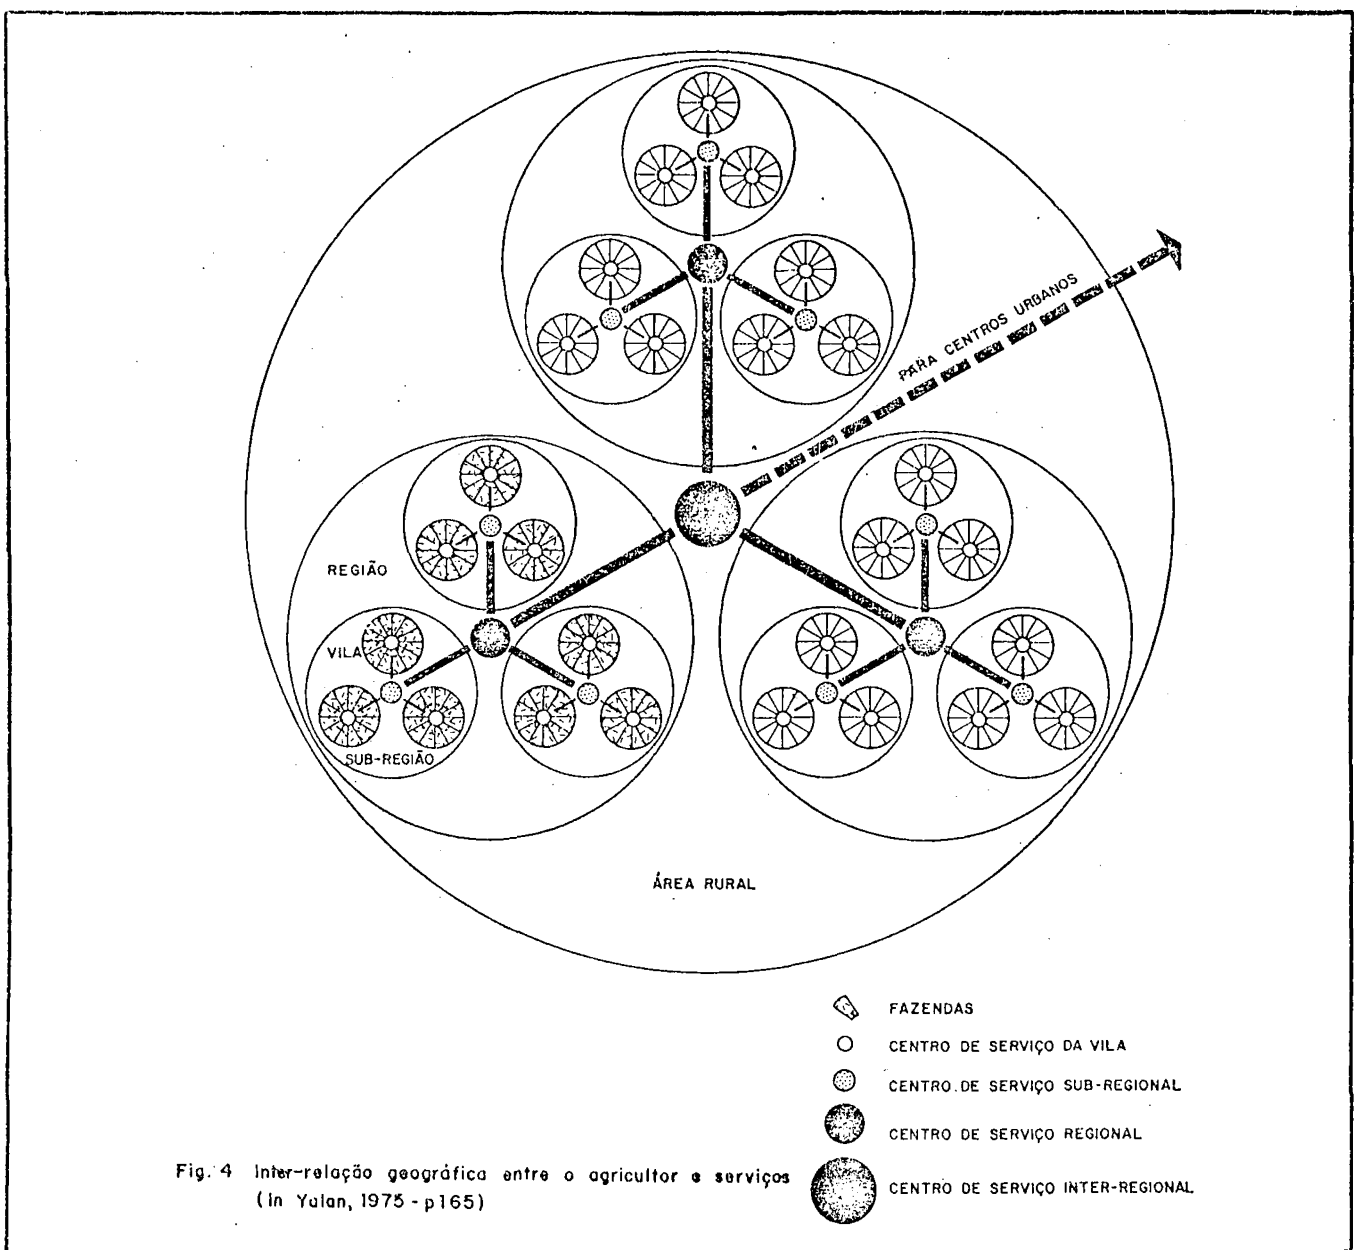 PARA CENTROS URBANOS
REGIÃO
VILA
SUB-REGIÃO
ÁREA RURAL
FAZENDAS
CENTRO DE SERVIÇO DA VILA
CENTRO DE SERVIÇO SUB-REGIONAL
CENTRO DE SERVIÇO REGIONAL
CENTRO DE SERVIÇO INTER-REGIONAL
Fig. 4 Inter-relação geográfica entre o agricultor e serviços
(in Yalan, 1975 - p165)